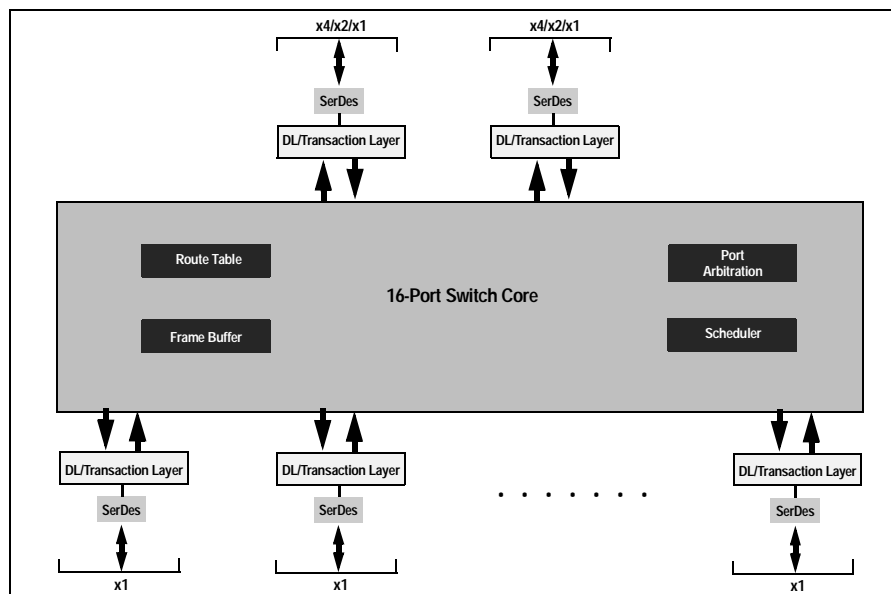 x4/x2/x1
x4/x2/x1
SerDes
SerDes
DL/Transaction Layer
DL/Transaction Layer
Route Table
Port
Arbitration
16-Port Switch Core
Frame Buffer
Scheduler
DL/Transaction Layer
DL/Transaction Layer
DL/Transaction Layer
. . . . . . .
SerDes
SerDes
SerDes
x1
x1
x1